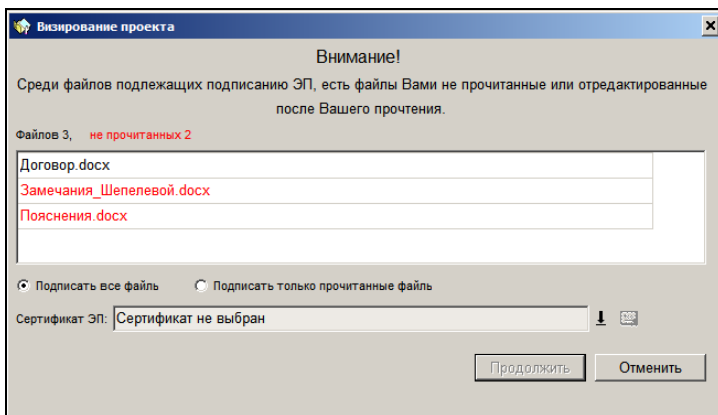 Визирование проекта
Внимание!
Среди файлов подлежащих подписанию ЭП, есть файлы Вами не прочитанные или отредактированные
после Вашего прочтения.
Файлов 3, не прочитанных 2
Договор.docx
Замечания_Шепелевой.docx
Пояснения.docx
Подписать все файлы Подписать только прочитанные файлы
Сертификат ЭП: Сертификат не выбран
Продолжить Отменить